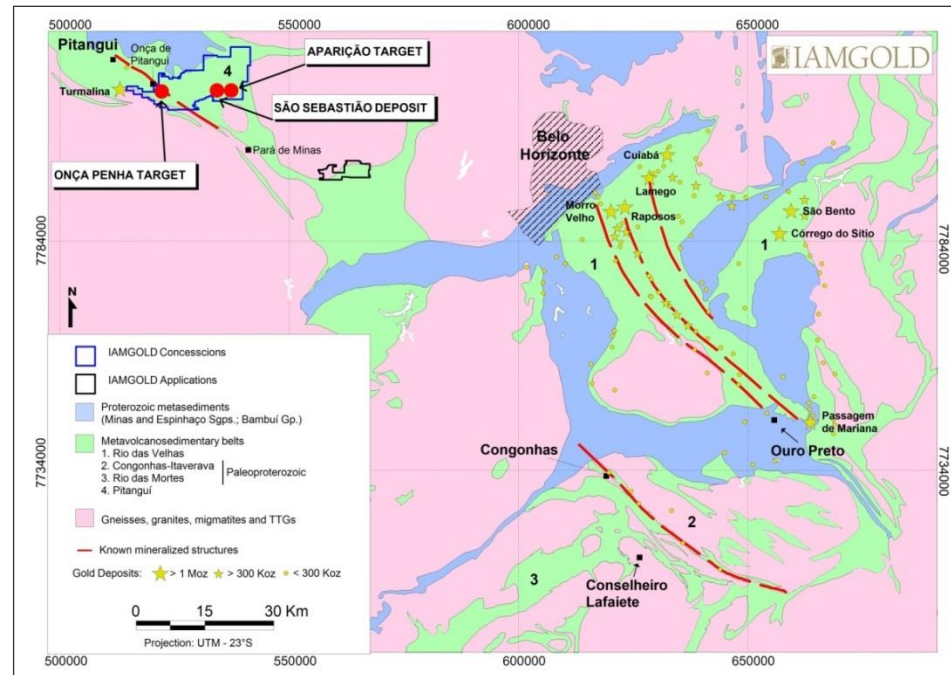 500000
550000
600000
650000
IAMGOLD
Pitangui
Onça de
Pitangui
4
APARIÇÃO TARGET
Turmalina
SÃO SEBASTIÃO DEPOSIT
Pará de Minas
ONÇA PENHA TARGET
Belo
Horizonte
Cuiabá
Lamego
Morro
Velho
Raposos
São Bento
Córrego do Sítio
7784000
7784000
1
1
N
IAMGOLD Concesscions
IAMGOLD Applications
Proterozoic metasediments
(Minas and Espinhaço Sgps.; Bambuí Gp.)
Metavolcanosedimentary belts
1. Rio das Velhas
2. Congonhas-Itaverava
3. Rio das Mortes
4. Pitanguí
Paleoproterozoic
Gneisses, granites, migmatites and TTGs
Known mineralized structures
Gold Deposits: > 1 Moz > 300 Koz < 300 Koz
0 15 30 Km
Projection: UTM - 23°S
Passagem
de Mariana
Ouro Preto
Congonhas
7734000
7734000
2
3
Conselheiro
Lafaiete
500000
550000
600000
650000